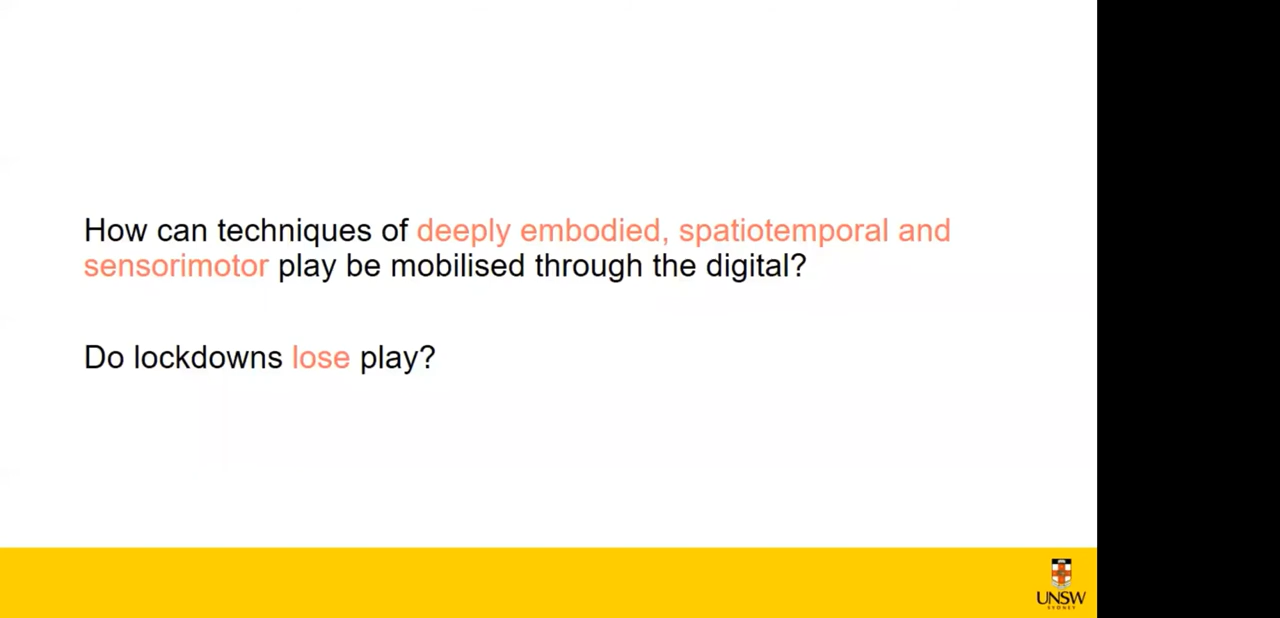 How can techniques of deeply embodied, spatiotemporal and
sensorimotor play be mobilised through the digital?
Do lockdowns lose play?
UNSW
SYDNEY